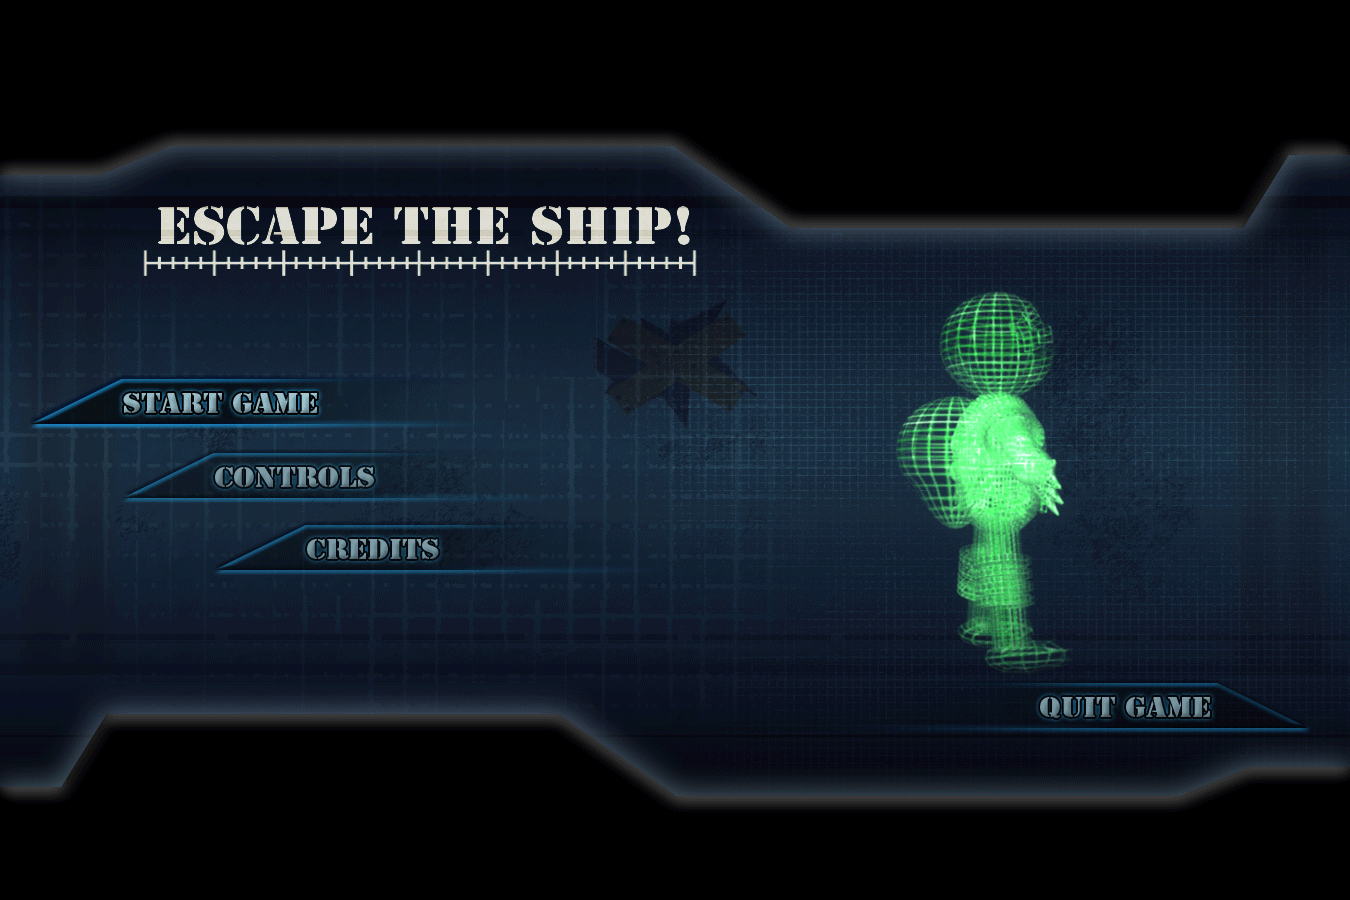 ESCAPE THE SHIP!
START GAME
CONTROLS
CREDITS
QUIT GAME